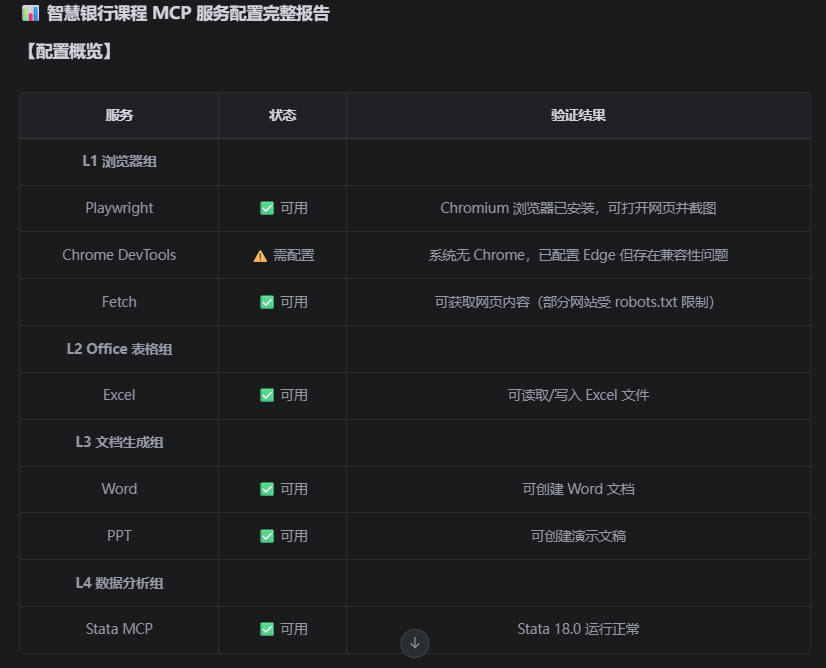 📊 智慧银行课程 MCP 服务配置完整报告
【配置概览】
服务 状态 验证结果
L1 浏览器组
Playwright ✅ 可用 Chromium 浏览器已安装，可打开网页并截图
Chrome DevTools ⚠️ 需配置 系统无 Chrome，已配置 Edge 但存在兼容性问题
Fetch ✅ 可用 可获取网页内容（部分网站受 robots.txt 限制）
L2 Office 表格组
Excel ✅ 可用 可读取/写入 Excel 文件
L3 文档生成组
Word ✅ 可用 可创建 Word 文档
PPT ✅ 可用 可创建演示文稿
L4 数据分析组
Stata MCP ✅ 可用 Stata 18.0 运行正常